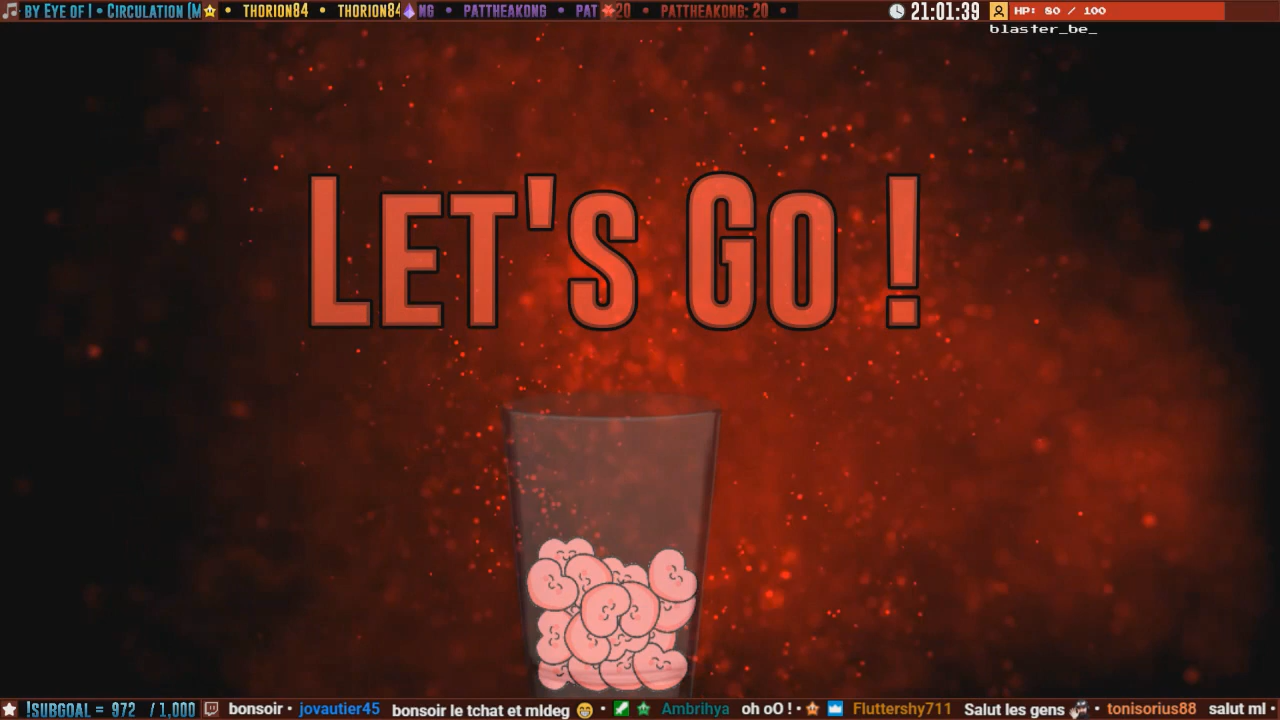 BY EYE OF I • CIRCULATION [M
• THORION84 • THORION84
NG • PATTHEAKONG • PAT
20 • PATTHEAKONG: 20 •
21:01:39
HP: 80 / 100
blaster_be_
LET'S GO !
!SUBGOAL = 972 / 1,000
bonsoir • jovautier45 bonsoir le tchat et mldeg • Ambrihya oh oO ! • Fluttershy711 Salut les gens • tonisorius88 salut ml •